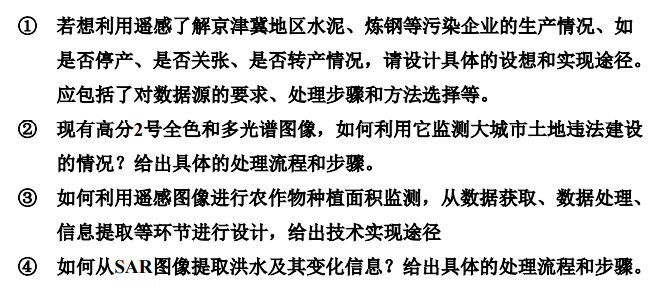 ① 若想利用遥感了解京津冀地区水泥、炼钢等污染企业的生产情况、如
是否停产、是否关张、是否转产情况，请设计具体的设想和实现途径。
应包括了对数据源的要求、处理步骤和方法选择等。
② 现有高分2号全色和多光谱图像，如何利用它监测大城市土地违法建设
的情况？给出具体的处理流程和步骤。
③ 如何利用遥感图像进行农作物种植面积监测，从数据获取、数据处理、
信息提取等环节进行设计，给出技术实现途径
④ 如何从SAR图像提取洪水及其变化信息？给出具体的处理流程和步骤。